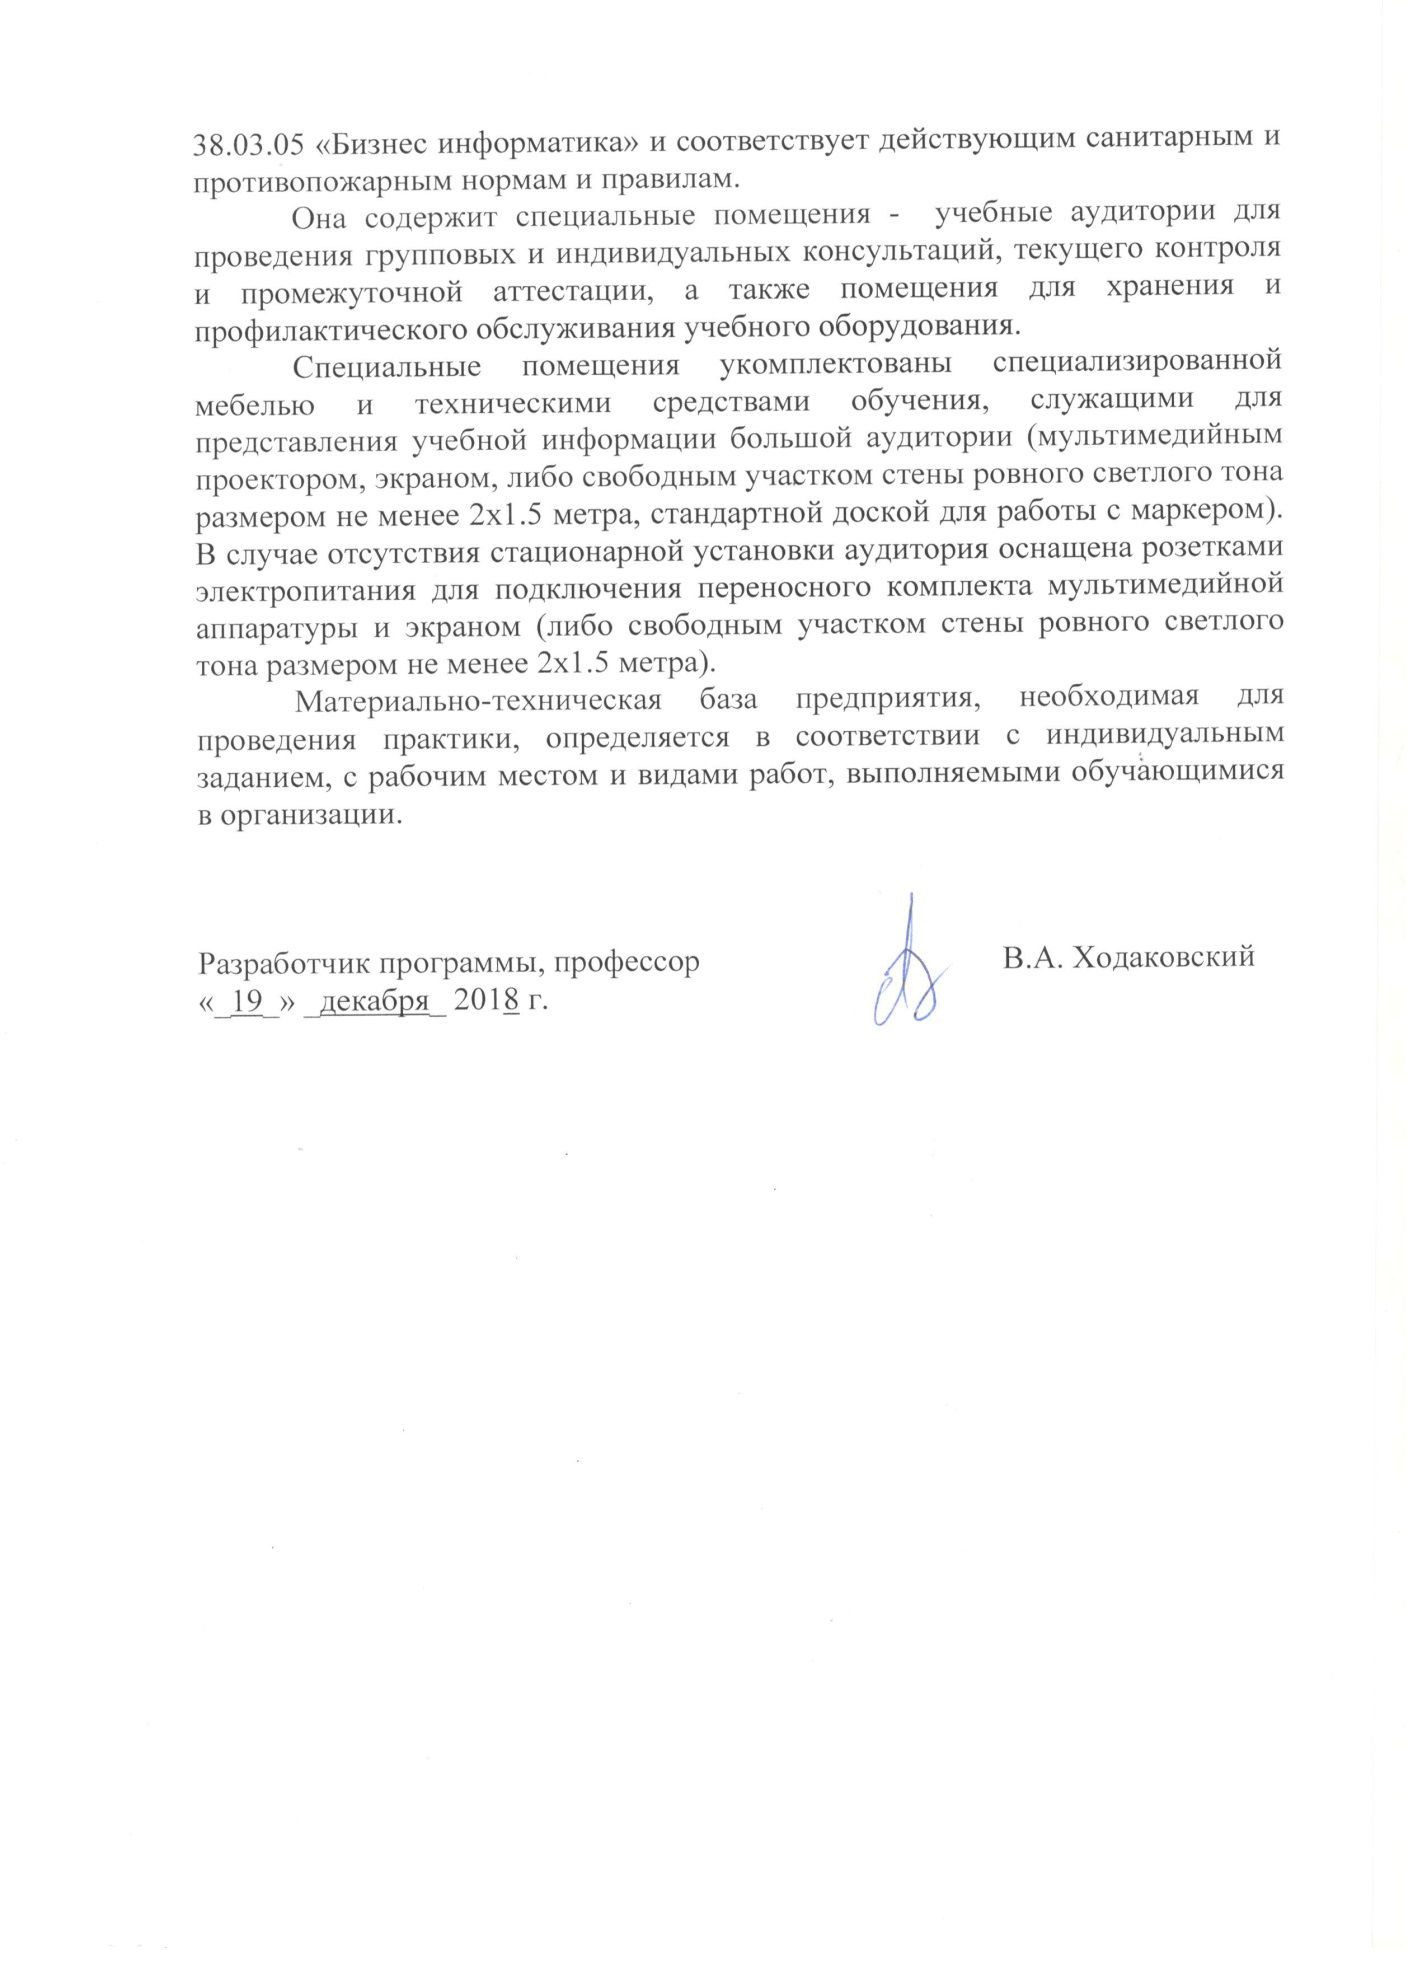 38.03.05 «Бизнес информатика» и соответствует действующим санитарным и
противопожарным нормам и правилам.
Она содержит специальные помещения - учебные аудитории для
проведения групповых и индивидуальных консультаций, текущего контроля
и промежуточной аттестации, а также помещения для хранения и
профилактического обслуживания учебного оборудования.
Специальные помещения укомплектованы специализированной
мебелью и техническими средствами обучения, служащими для
представления учебной информации большой аудитории (мультимедийным
проектором, экраном, либо свободным участком стены ровного светлого тона
размером не менее 2х1.5 метра, стандартной доской для работы с маркером).
В случае отсутствия стационарной установки аудитория оснащена розетками
электропитания для подключения переносного комплекта мультимедийной
аппаратуры и экраном (либо свободным участком стены ровного светлого
тона размером не менее 2х1.5 метра).
Материально-техническая база предприятия, необходимая для
проведения практики, определяется в соответствии с индивидуальным
заданием, с рабочим местом и видами работ, выполняемыми обучающимися
в организации.
Разработчик программы, профессор В.А. Ходаковский
«_19_» _декабря_ 2018 г.